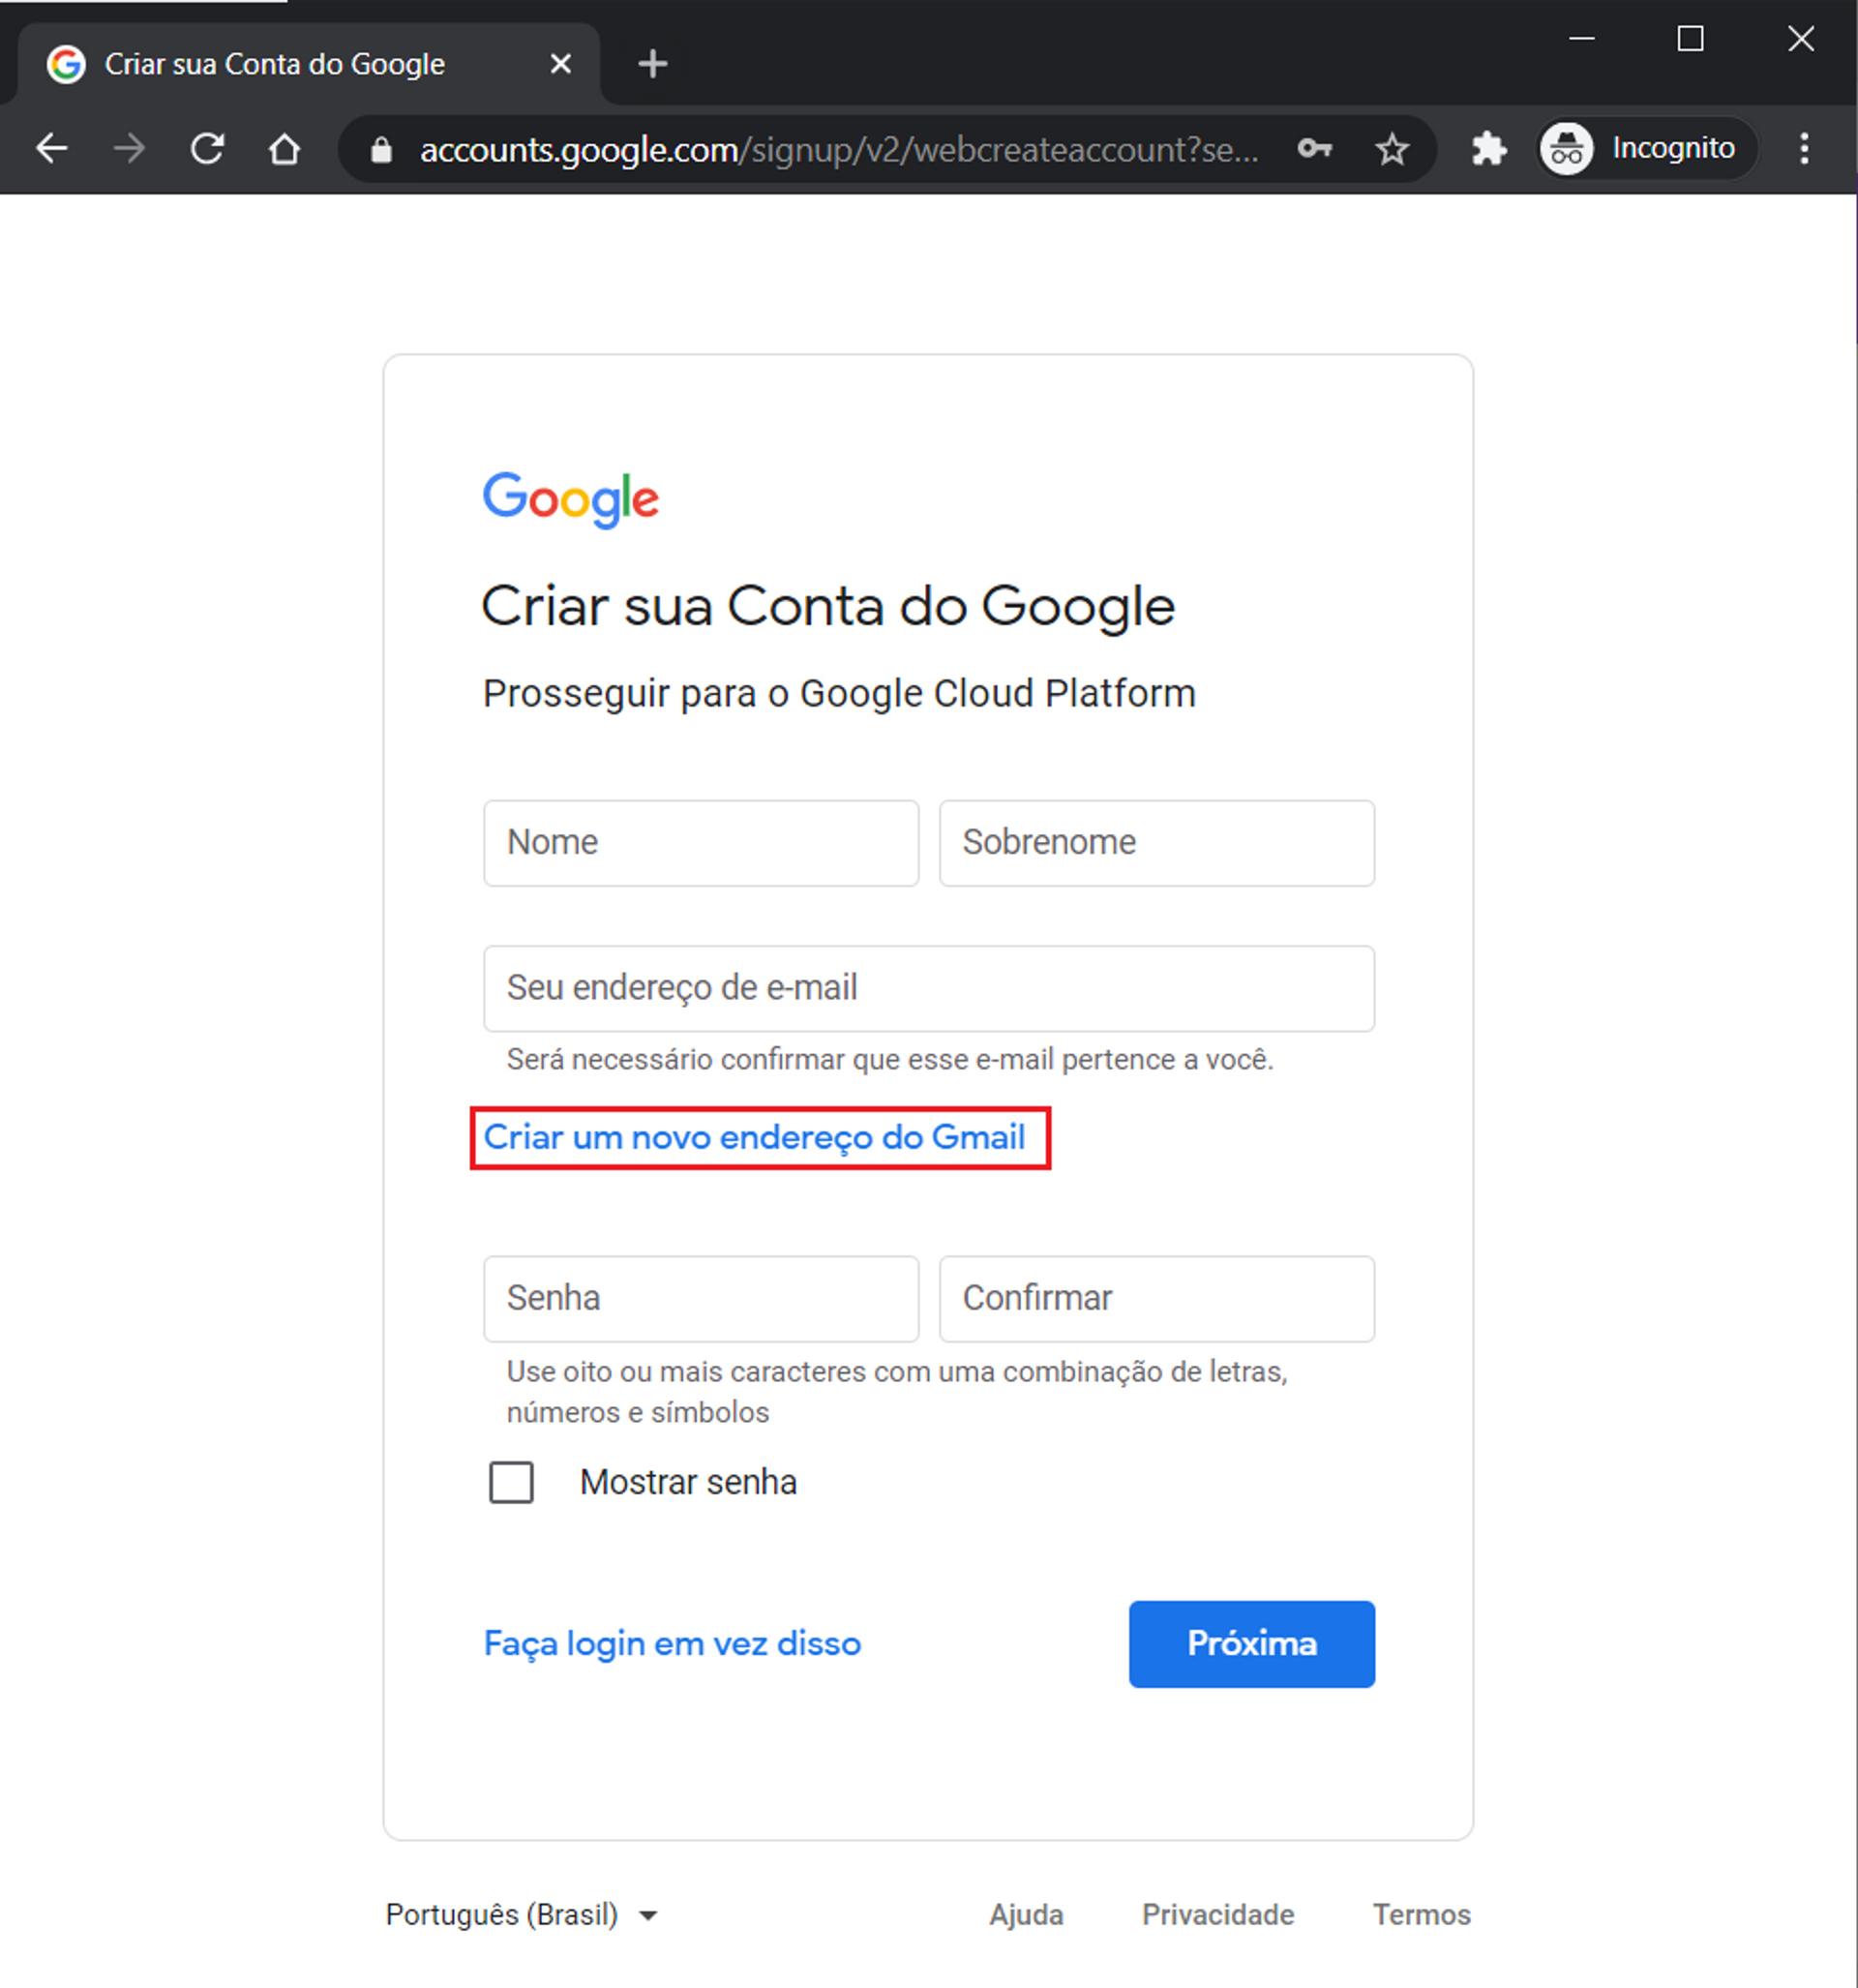 Criar sua Conta do Google
accounts.google.com/signup/v2/webcreateaccount?se...
Incognito
Google
Criar sua Conta do Google
Prosseguir para o Google Cloud Platform
Nome
Sobrenome
Seu endereço de e-mail
Será necessário confirmar que esse e-mail pertence a você.
Criar um novo endereço do Gmail
Senha
Confirmar
Use oito ou mais caracteres com uma combinação de letras,
números e símbolos
Mostrar senha
Faça login em vez disso
Próxima
Português (Brasil)
Ajuda
Privacidade
Termos